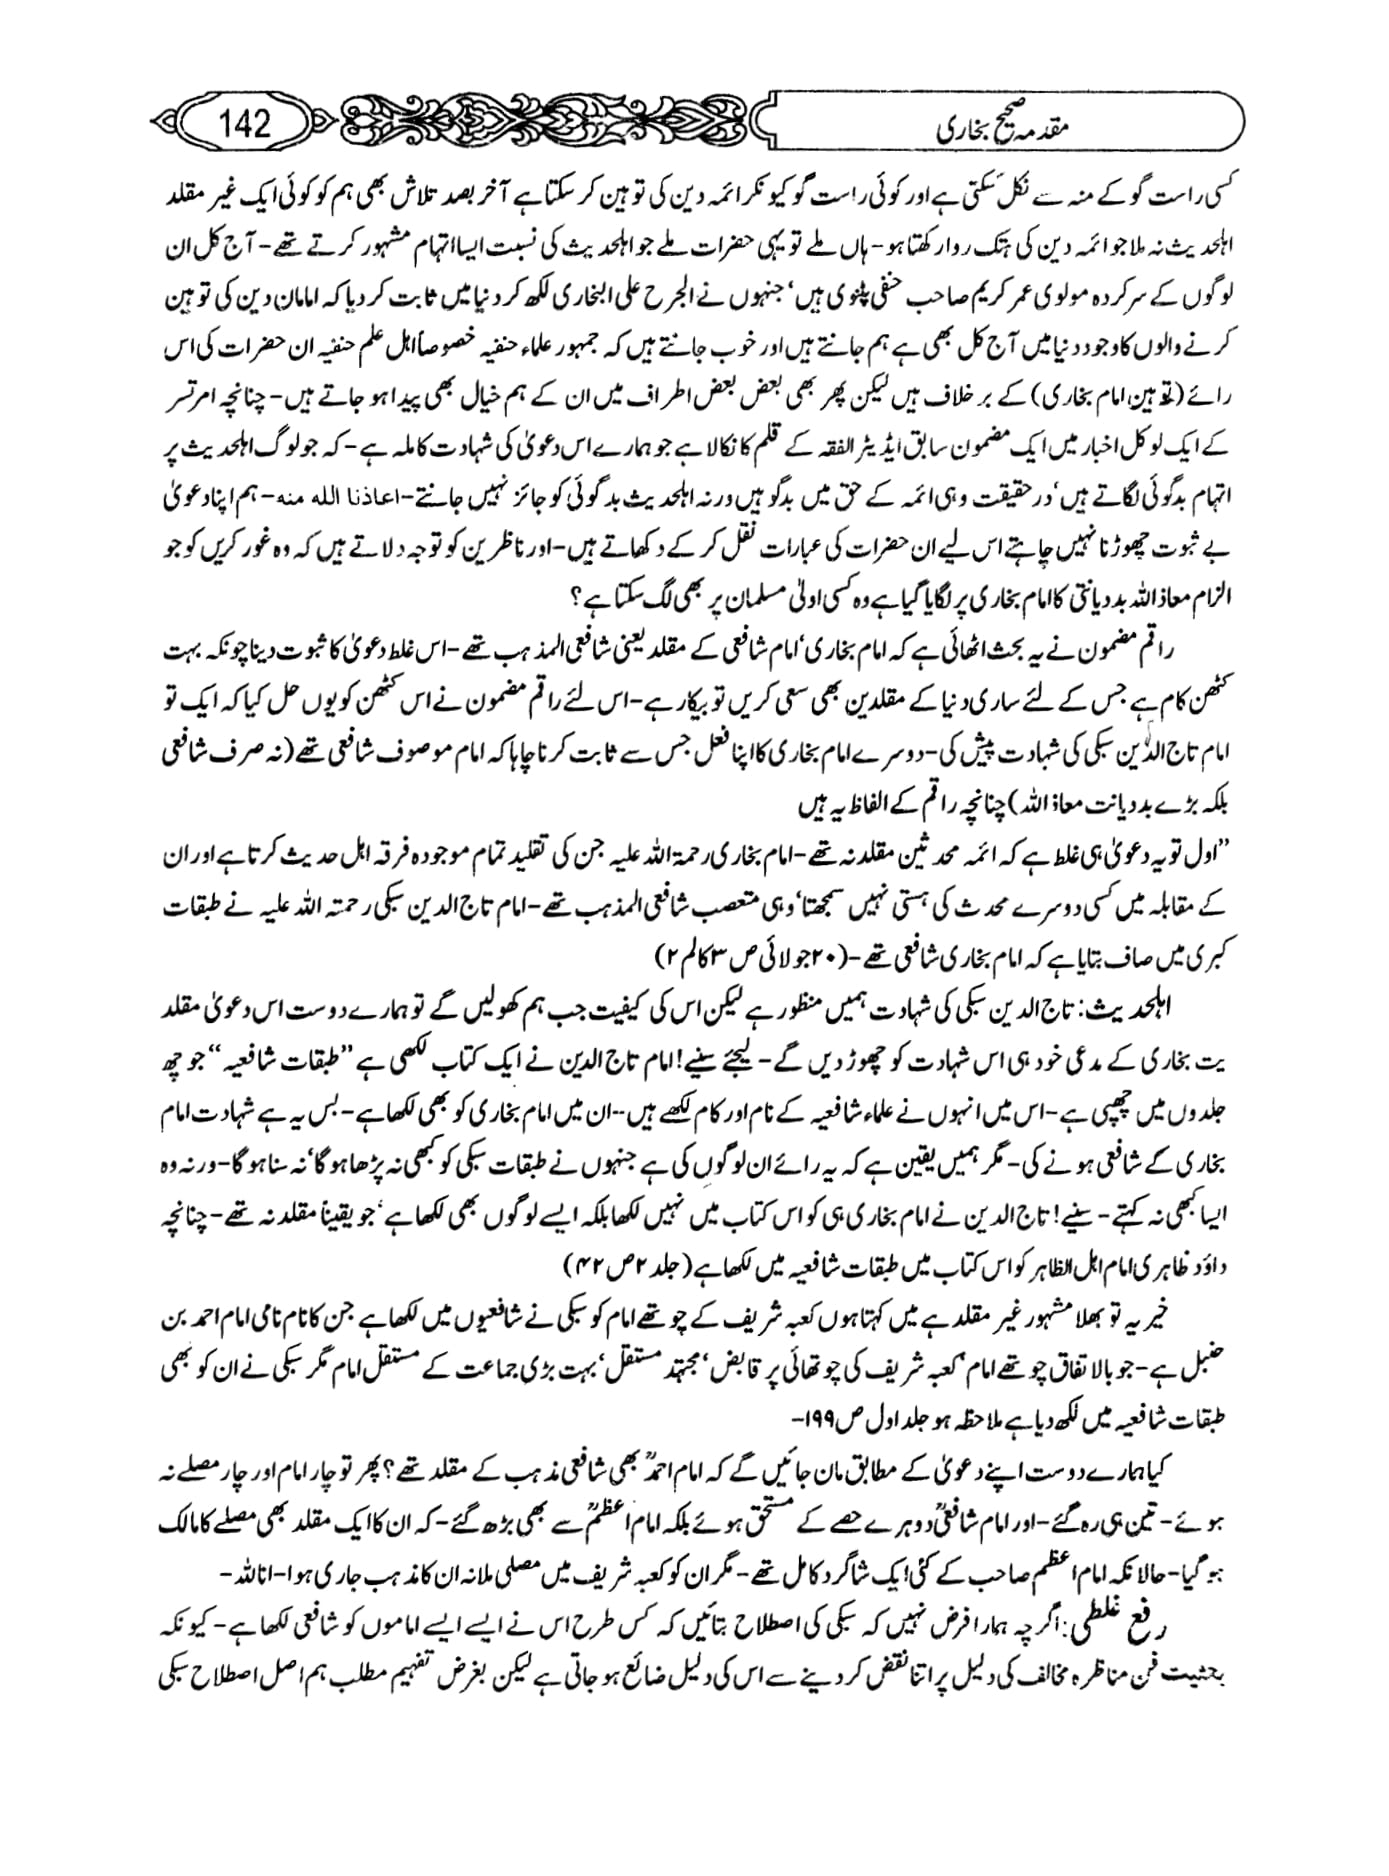 مقدمہ صحیح بخاری
142
کسی راست گو کے منہ سے نکل سکتی ہے اور کوئی راست گو کیونکر ائمہ دین کی توہین کر سکتا ہے آخر بصد تلاش بھی ہم کو کوئی ایک غیر مقلد
اہلحدیث نہ ملا جو ائمہ دین کی ہتک روا رکھتا ہو- ہاں ملے تو یہی حضرات ملے جو اہلحدیث کی نسبت ایسا اتہام مشہور کرتے تھے- آج کل ان
لوگوں کے سرکردہ مولوی عمر کریم صاحب حنفی پٹنوی ہیں' جنہوں نے الجرح علی البخاری لکھ کر دنیا میں ثابت کر دیا کہ امامان دین کی توہین
کرنے والوں کا وجود دنیا میں آج کل بھی ہے ہم جانتے ہیں اور خوب جانتے ہیں کہ جمہور علماء حنفیہ خصوصاً اہل علم حنفیہ ان حضرات کی اس
رائے (توہین امام بخاری) کے برخلاف ہیں لیکن پھر بھی بعض بعض اطراف میں ان کے ہم خیال بھی پیدا ہو جاتے ہیں- چنانچہ امرتسر
کے ایک لوکل اخبار میں ایک مضمون سابق ایڈیٹر الفقہ کے قلم کا نکالا ہے جو ہمارے اس دعویٰ کی شہادت کاملہ ہے- کہ جو لوگ اہلحدیث پر
اتہام بدگوئی لگاتے ہیں' در حقیقت وہی ائمہ کے حق میں بدگو ہیں ورنہ اہلحدیث بدگوئی کو جائز نہیں جانتے- اعاذنا الله منه- ہم اپنا دعویٰ
بے ثبوت چھوڑنا نہیں چاہتے اس لیے ان حضرات کی عبارات نقل کر کے دکھاتے ہیں- اور ناظرین کو توجہ دلاتے ہیں کہ وہ غور کریں کو جو
الزام معاذ اللہ بددیانتی کا امام بخاری پر لگایا گیا ہے وہ کسی اولیٰ مسلمان پر بھی لگ سکتا ہے؟
راقم مضمون نے یہ بحث اٹھائی ہے کہ امام بخاری' امام شافعی کے مقلد یعنی شافعی المذہب تھے- اس غلط دعویٰ کا ثبوت دینا چونکہ بہت
کٹھن کام ہے جس کے لئے ساری دنیا کے مقلدین بھی سعی کریں تو بیکار ہے- اس لئے راقم مضمون نے اس کٹھن کو یوں حل کیا کہ ایک تو
امام تاج الدین سبکی کی شہادت پیش کی- دوسرے امام بخاری کا اپنا فعل جس سے ثابت کرنا چاہا کہ امام موصوف شافعی تھے (نہ صرف شافعی
بلکہ بڑے بددیانت معاذ اللہ) چنانچہ راقم کے الفاظ یہ ہیں
"اول تو یہ دعویٰ ہی غلط ہے کہ ائمہ محدثین مقلد نہ تھے- امام بخاری رحمۃ اللہ علیہ جن کی تقلید تمام موجودہ فرقہ اہل حدیث کرتا ہے اور ان
کے مقابلہ میں کسی دوسرے محدث کی ہستی نہیں سمجھتا' وہی متعصب شافعی المذہب تھے- امام تاج الدین سبکی رحمتہ اللہ علیہ نے طبقات
کبری میں صاف بتایا ہے کہ امام بخاری شافعی تھے- (۲۰ جولائی ص ۳ کالم ۲)
اہلحدیث: تاج الدین سبکی کی شہادت ہمیں منظور ہے لیکن اس کی کیفیت جب ہم کھولیں گے تو ہمارے دوست اس دعویٰ مقلد
یت بخاری کے مدعی خود ہی اس شہادت کو چھوڑ دیں گے- لیجئے سنیے! امام تاج الدین نے ایک کتاب لکھی ہے "طبقات شافعیہ" جو چھ
جلدوں میں چھپی ہے- اس میں انہوں نے علماء شافعیہ کے نام اور کام لکھے ہیں-- ان میں امام بخاری کو بھی لکھا ہے- بس یہ ہے شہادت امام
بخاری کے شافعی ہونے کی- مگر ہمیں یقین ہے کہ یہ رائے ان لوگوں کی ہے جنہوں نے طبقات سبکی کو کبھی نہ پڑھا ہو گا' نہ سنا ہو گا- ورنہ وہ
ایسا کبھی نہ کہتے- سنیے! تاج الدین نے امام بخاری ہی کو اس کتاب میں نہیں لکھا بلکہ ایسے لوگوں بھی لکھا ہے' جو یقیناً مقلد نہ تھے- چنانچہ
داؤد ظاہری امام اہل الظاہر کو اس کتاب میں طبقات شافعیہ میں لکھا ہے (جلد ۲ ص ۴۲)
خیر یہ تو بھلا مشہور غیر مقلد ہے میں کہتا ہوں کعبہ شریف کے چوتھے امام کو سبکی نے شافعیوں میں لکھا ہے جن کا نام نامی امام احمد بن
حنبل ہے- جو بالاتفاق چوتھے امام' کعبہ شریف کی چوتھائی پر قابض' مجتہد مستقل' بہت بڑی جماعت کے مستقل امام مگر سبکی نے ان کو بھی
طبقات شافعیہ میں لکھ دیا ہے ملاحظہ ہو جلد اول ص ۱۹۹-
کیا ہمارے دوست اپنے دعویٰ کے مطابق مان جائیں گے کہ امام احمدؒ بھی شافعی مذہب کے مقلد تھے؟ پھر تو چار امام اور چار مصلے نہ
ہوئے- تین ہی رہ گئے- اور امام شافعیؒ دوہرے حصے کے مستحق ہوئے بلکہ امام اعظمؒ سے بھی بڑھ گئے- کہ ان کا ایک مقلد بھی مصلے کا مالک
ہو گیا- حالانکہ امام اعظم صاحب کے کئی ایک شاگرد کامل تھے- مگر ان کو کعبہ شریف میں مصلی ملا نہ ان کا مذہب جاری ہوا- انا للہ-
رفع غلطی: اگرچہ ہمارا فرض نہیں کہ سبکی کی اصطلاح بتائیں کہ کس طرح اس نے ایسے ایسے اماموں کو شافعی لکھا ہے- کیونکہ
بحثیت فن مناظرہ مخالف کی دلیل پر اتنا نقض کر دینے سے اس کی دلیل ضائع ہو جاتی ہے لیکن بغرض تفہیم مطلب ہم اصل اصطلاح سبکی